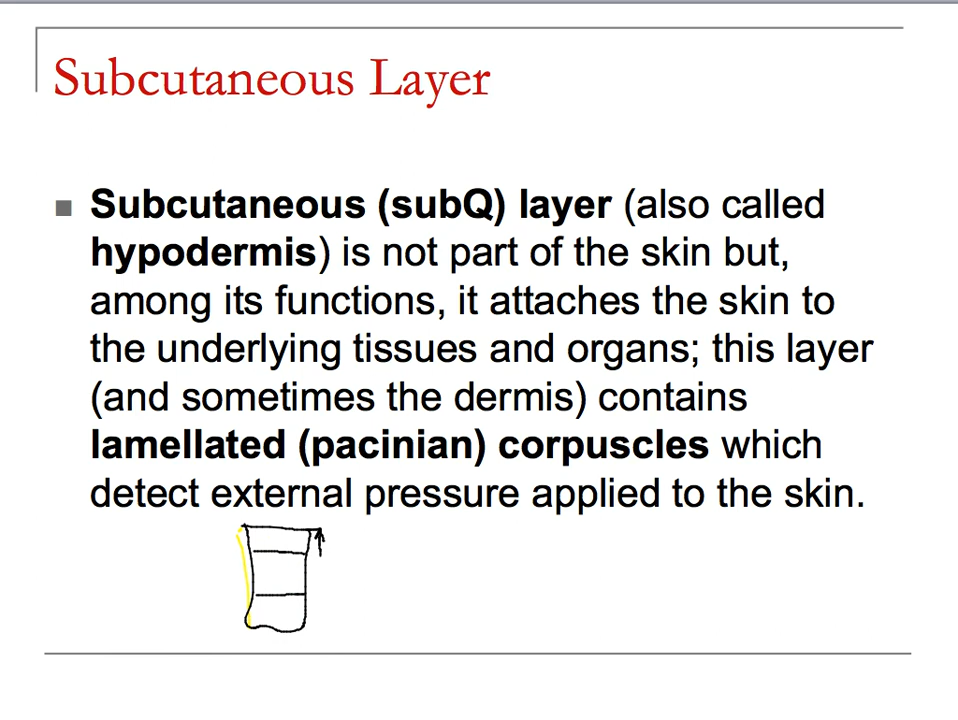 Subcutaneous Layer
Subcutaneous (subQ) layer (also called
hypodermis) is not part of the skin but,
among its functions, it attaches the skin to
the underlying tissues and organs; this layer
(and sometimes the dermis) contains
lamellated (pacinian) corpuscles which
detect external pressure applied to the skin.